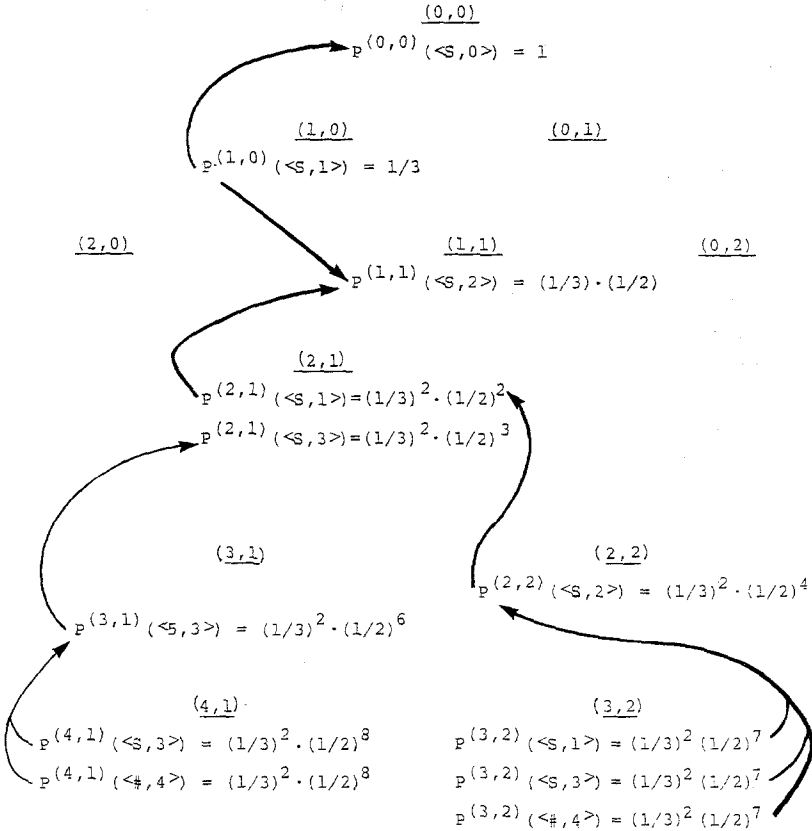 (0,0)
P^(0,0) (<S,0>) = 1
(1,0) (0,1)
P^(1,0) (<S,1>) = 1/3
(2,0) (1,1) (0,2)
P^(1,1) (<S,2>) = (1/3)·(1/2)
(2,1)
P^(2,1) (<S,1>)=(1/3)^2·(1/2)^2
P^(2,1) (<S,3>)=(1/3)^2·(1/2)^3
(3,1) (2,2)
P^(2,2) (<S,2>) = (1/3)^2·(1/2)^4
P^(3,1) (<5,3>) = (1/3)^2·(1/2)^6
(4,1) (3,2)
P^(4,1) (<S,3>) = (1/3)^2·(1/2)^8 P^(3,2) (<S,1>) = (1/3)^2 (1/2)^7
P^(4,1) (<#,4>) = (1/3)^2·(1/2)^8 P^(3,2) (<S,3>) = (1/3)^2 (1/2)^7
P^(3,2) (<#,4>) = (1/3)^2 (1/2)^7